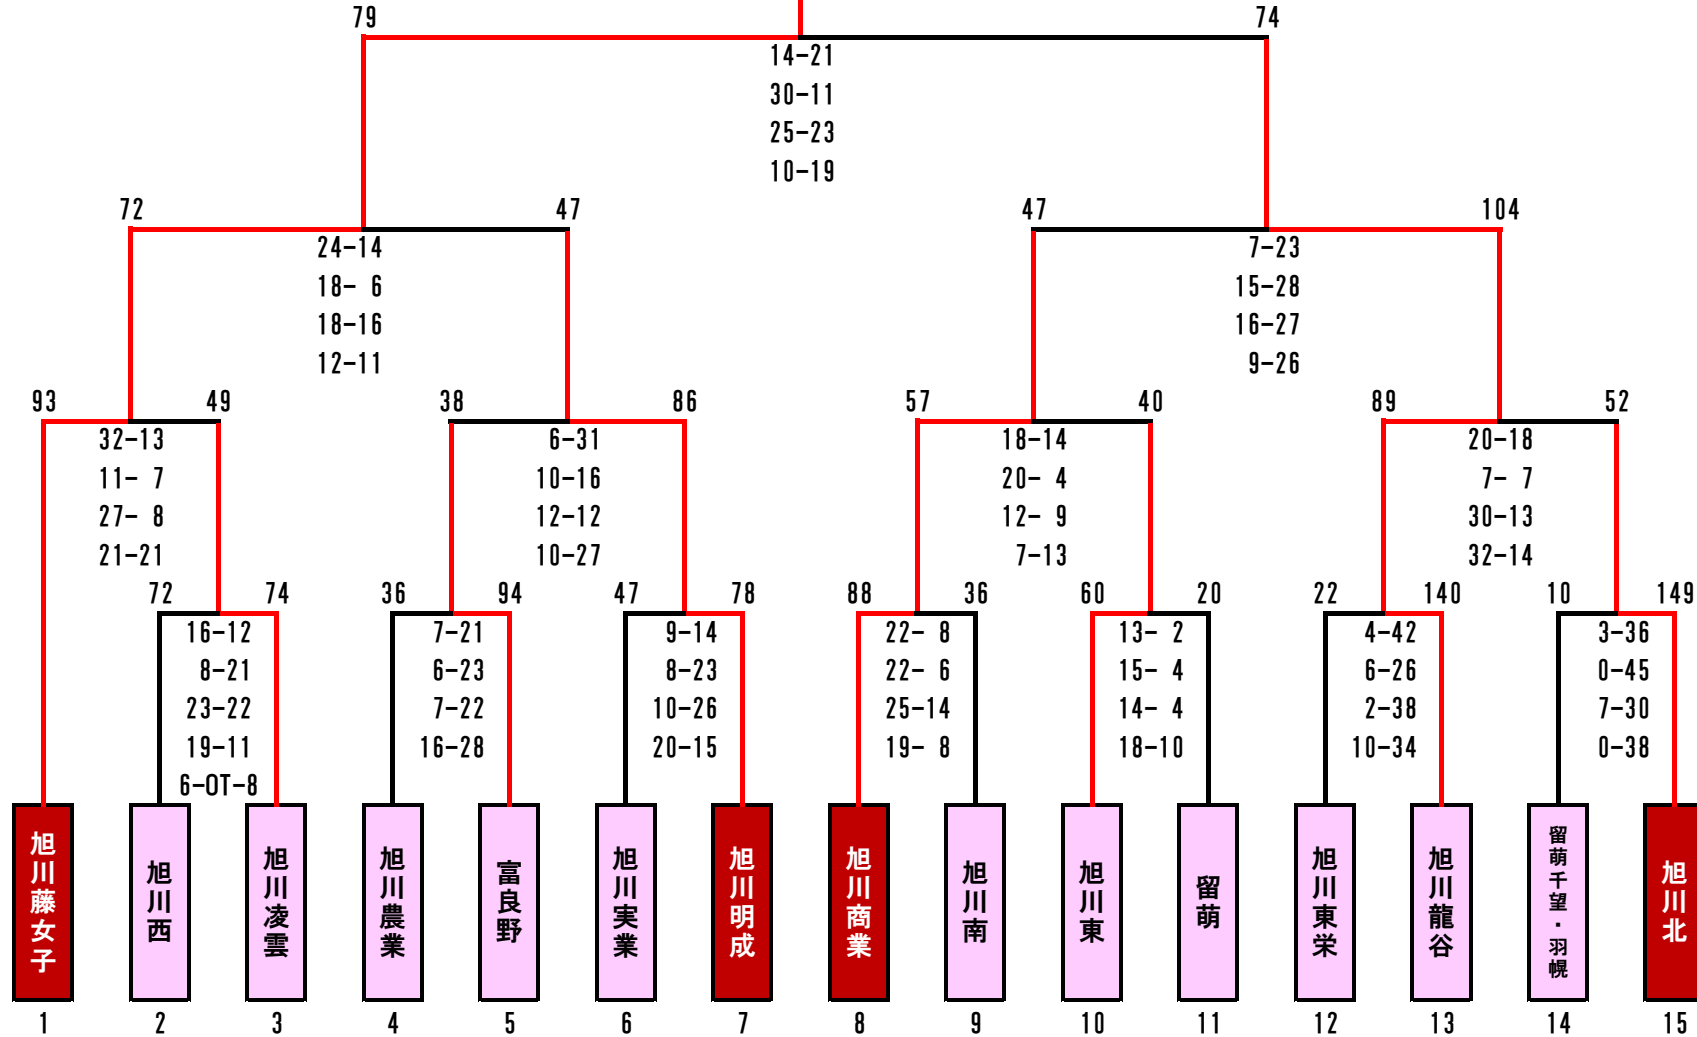 79 74
14-21
30-11
25-23
10-19
72 47 47 104
24-14 7-23
18- 6 15-28
18-16 16-27
12-11 9-26
93 49 38 86 57 40 89 52
32-13 6-31 18-14 20-18
11- 7 10-16 20- 4 7- 7
27- 8 12-12 12- 9 30-13
21-21 10-27 7-13 32-14
72 74 36 94 47 78 88 36 60 20 22 140 10 149
16-12 7-21 9-14 22- 8 13- 2 4-42 3-36
8-21 6-23 8-23 22- 6 15- 4 6-26 0-45
23-22 7-22 10-26 25-14 14- 4 2-38 7-30
19-11 16-28 20-15 19- 8 18-10 10-34 0-38
6-OT-8
旭川藤女子
旭川西
旭川凌雲
旭川農業
富良野
旭川実業
旭川明成
旭川商業
旭川南
旭川東
留萌
旭川東栄
旭川龍谷
留萌千望・羽幌
旭川北
1 2 3 4 5 6 7 8 9 10 11 12 13 14 15